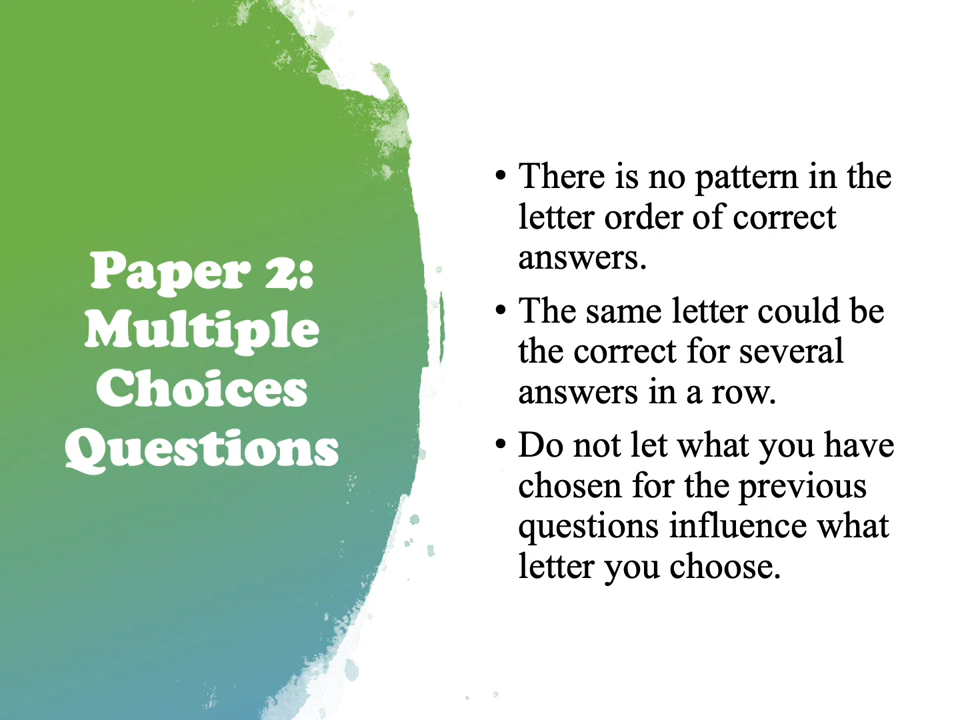 Paper 2:
Multiple
Choices
Questions
• There is no pattern in the
letter order of correct
answers.
• The same letter could be
the correct for several
answers in a row.
• Do not let what you have
chosen for the previous
questions influence what
letter you choose.